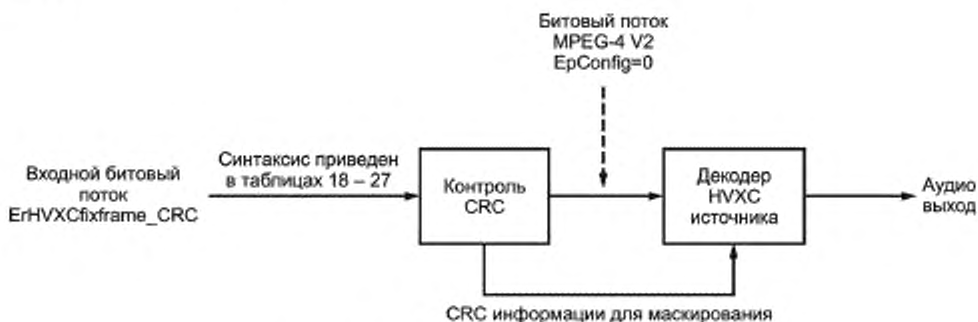 Битовый поток
MPEG-4 V2
EpConfig=0
Входной битовый
поток
ErHVXCfixframe_CRC
Синтаксис приведен
в таблицах 18 – 27
Контроль
CRC
Декодер
HVXC
источника
Аудио
выход
CRC информации для маскирования